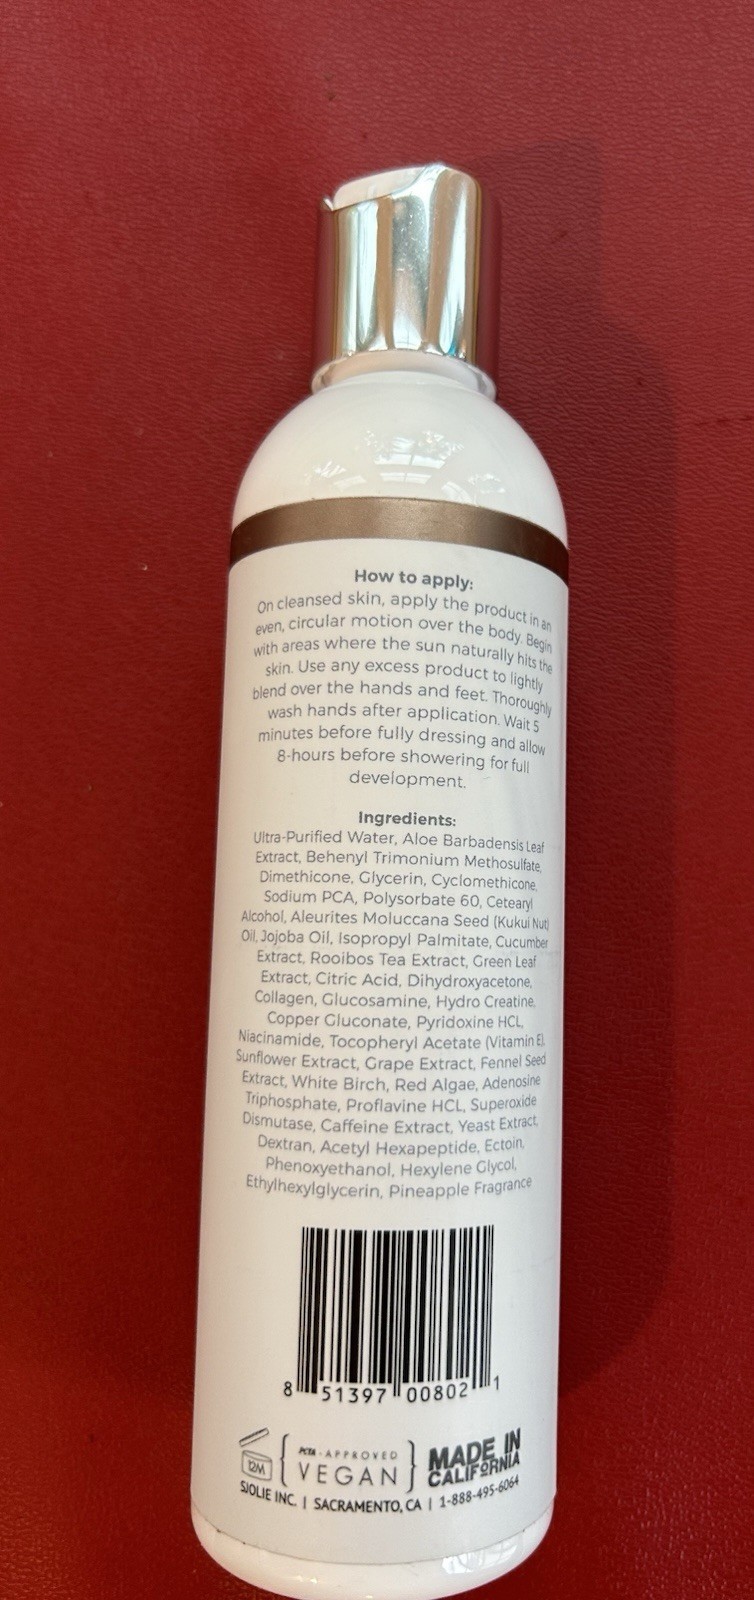 How to apply:
On cleansed skin, apply the product in an
even, circular motion over the body. Begin
with areas where the sun naturally hits the
skin. Use any excess product to lightly
blend over the hands and feet. Thoroughly
wash hands after application. Wait 5
minutes before fully dressing and allow
8-hours before showering for full
development.
Ingredients:
Ultra-Purified Water, Aloe Barbadensis Leaf
Extract, Behenyl Trimonium Methosulfate,
Dimethicone, Glycerin, Cyclomethicone,
Sodium PCA, Polysorbate 60, Cetearyl
Alcohol, Aleurites Moluccana Seed (Kukui Nut)
Oil, Jojoba Oil, Isopropyl Palmitate, Cucumber
Extract, Rooibos Tea Extract, Green Leaf
Extract, Citric Acid, Dihydroxyacetone,
Collagen, Glucosamine, Hydro Creatine,
Copper Gluconate, Pyridoxine HCL,
Niacinamide, Tocopheryl Acetate (Vitamin E),
Sunflower Extract, Grape Extract, Fennel Seed
Extract, White Birch, Red Algae, Adenosine
Triphosphate, Proflavine HCL, Superoxide
Dismutase, Caffeine Extract, Yeast Extract,
Dextran, Acetyl Hexapeptide, Ectoin,
Phenoxyethanol, Hexylene Glycol,
Ethylhexylglycerin, Pineapple Fragrance
8 51397 00802 1
12M
PETA-APPROVED
VEGAN
MADE IN
CALIFORNIA
SJOLIE INC. | SACRAMENTO, CA | 1-888-495-6064